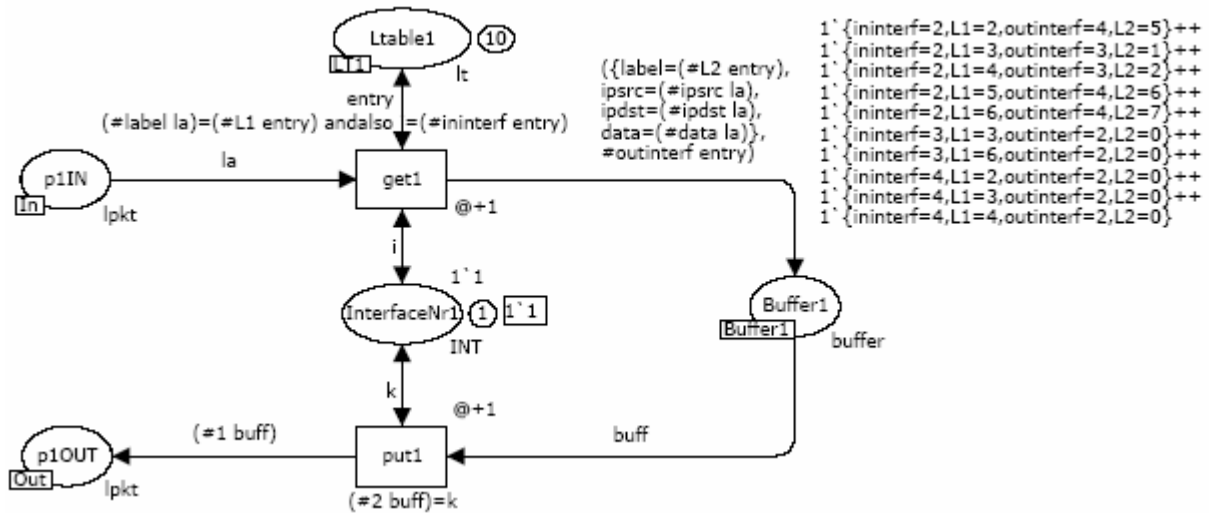 Ltable1
10
LT1
lt
entry
(#label la)=(#L1 entry) andalso
=(#ininterf entry)
({label=(#L2 entry),
ipsrc=(#ipsrc la),
ipdst=(#ipdst la),
data=(#data la)},
#outinterf entry)
1`{ininterf=2,L1=2,outinterf=4,L2=5}++
1`{ininterf=2,L1=3,outinterf=3,L2=1}++
1`{ininterf=2,L1=4,outinterf=3,L2=2}++
1`{ininterf=2,L1=5,outinterf=4,L2=6}++
1`{ininterf=2,L1=6,outinterf=4,L2=7}++
1`{ininterf=3,L1=3,outinterf=2,L2=0}++
1`{ininterf=3,L1=6,outinterf=2,L2=0}++
1`{ininterf=4,L1=2,outinterf=2,L2=0}++
1`{ininterf=4,L1=3,outinterf=2,L2=0}++
1`{ininterf=4,L1=4,outinterf=2,L2=0}
p1IN
In
lpkt
la
get1
@+1
i
1`1
InterfaceNr1
1
1`1
INT
Buffer1
Buffer1
buffer
k
@+1
p1OUT
Out
lpkt
(#1 buff)
put1
buff
(#2 buff)=k